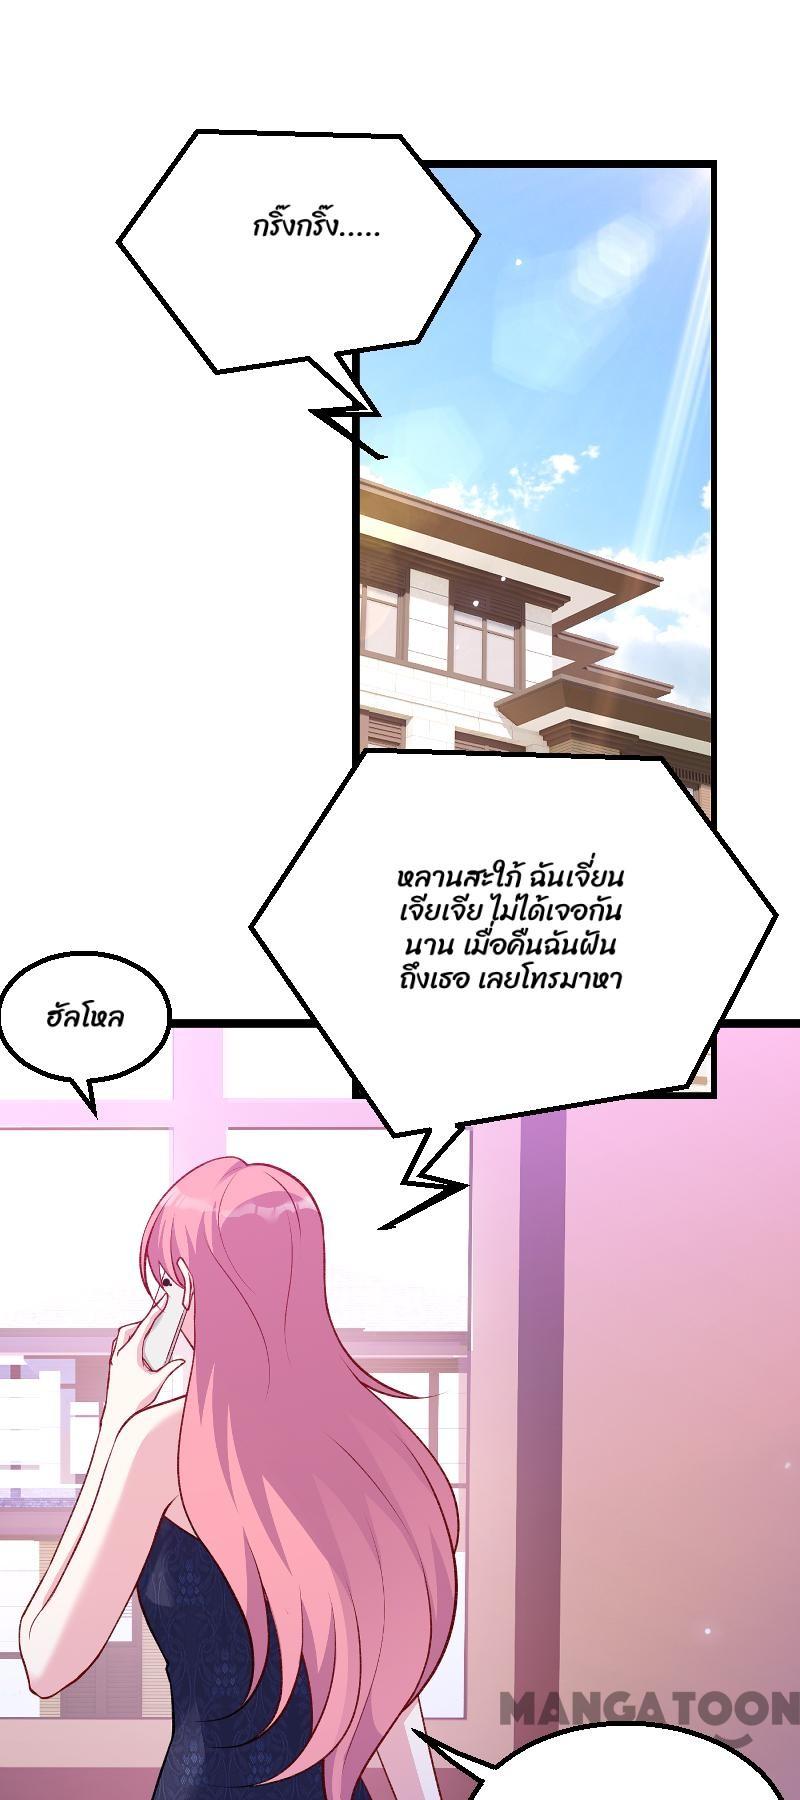 กริ๊งกริ๊ง.....
หลานสะใภ้ ฉันเจี่ยน
เจียเจีย ไม่ได้เจอกัน
นาน เมื่อคืนฉันฝัน
ถึงเธอ เลยโทรมาหา
ฮัลโหล
MANGATOON